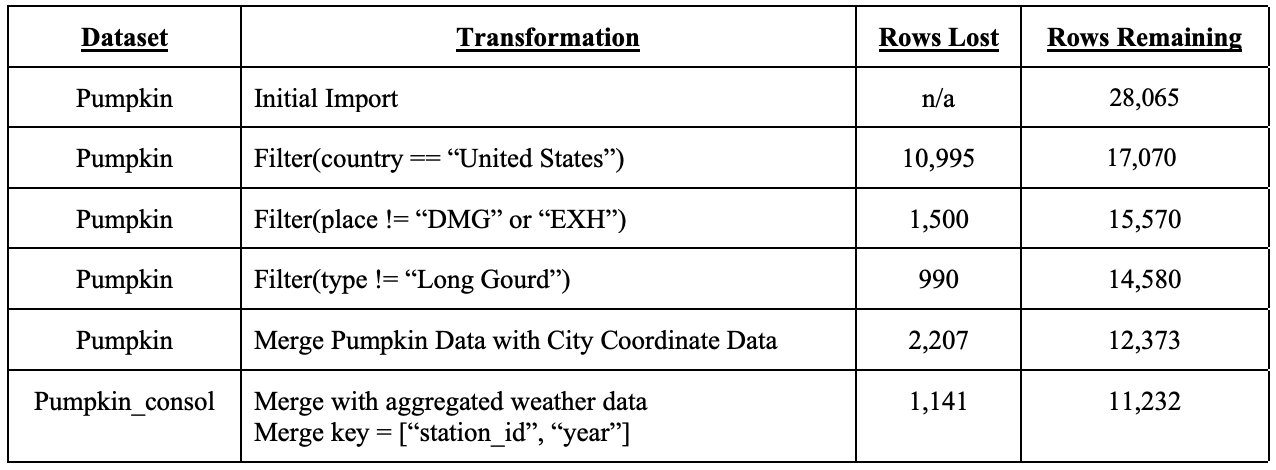 Dataset Transformation Rows Lost Rows Remaining
Pumpkin Initial Import n/a 28,065
Pumpkin Filter(country == “United States”) 10,995 17,070
Pumpkin Filter(place != “DMG” or “EXH”) 1,500 15,570
Pumpkin Filter(type != “Long Gourd”) 990 14,580
Pumpkin Merge Pumpkin Data with City Coordinate Data 2,207 12,373
Pumpkin_consol Merge with aggregated weather data 1,141 11,232
Merge key = [“station_id”, “year”]